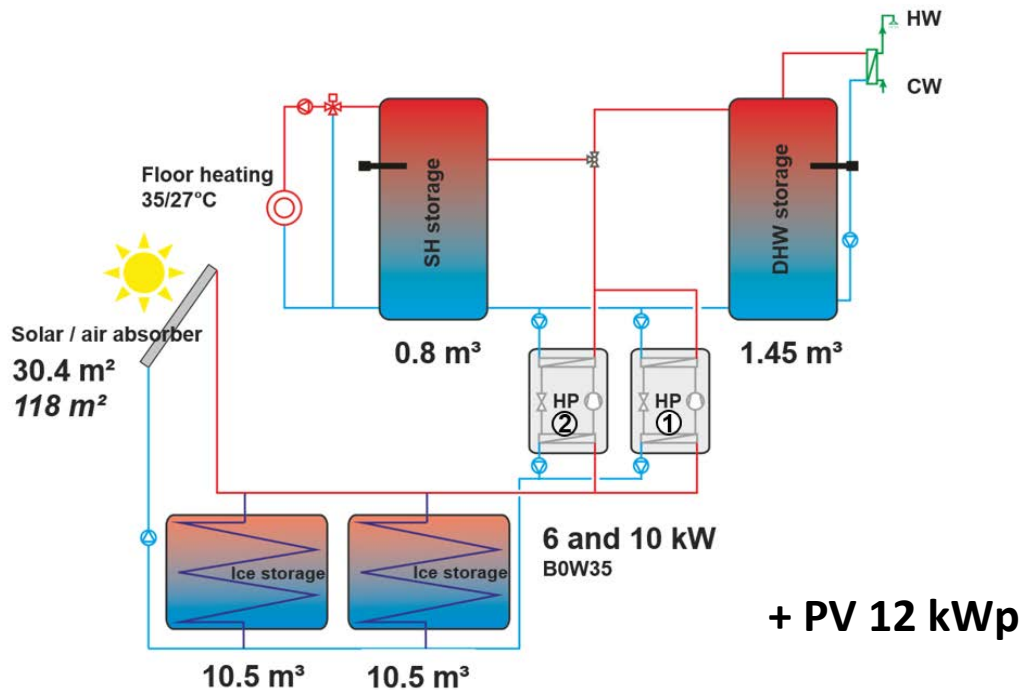 HW
CW
Floor heating
35/27°C
SH storage
DHW storage
Solar / air absorber
30.4 m²
118 m²
0.8 m³
1.45 m³
HP
2
HP
1
6 and 10 kW
B0W35
Ice storage
Ice storage
+ PV 12 kWp
10.5 m³
10.5 m³